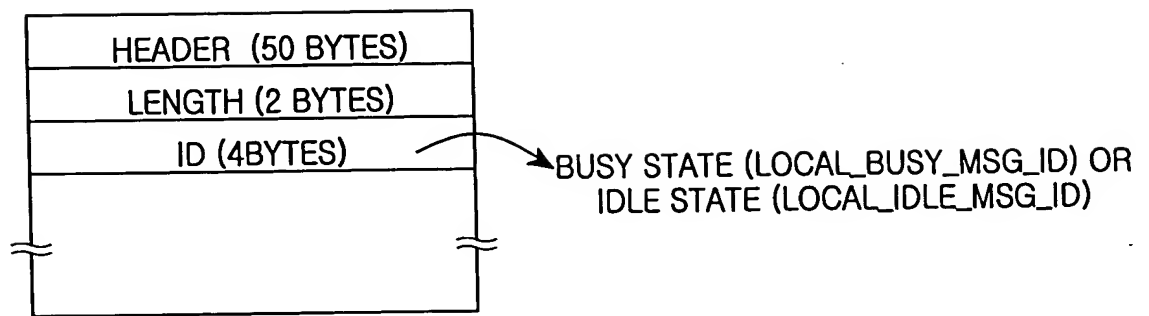 HEADER (50 BYTES)
LENGTH (2 BYTES)
ID (4BYTES)
BUSY STATE (LOCAL_BUSY_MSG_ID) OR
IDLE STATE (LOCAL_IDLE_MSG_ID)